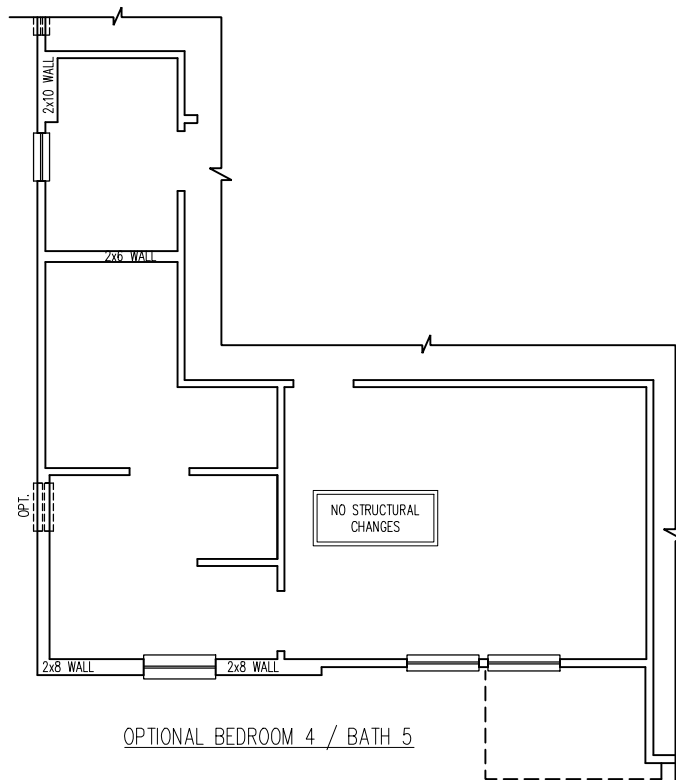 2x10 WALL
2x6 WALL
OPT.
NO STRUCTURAL
CHANGES
2x8 WALL
2x8 WALL
OPTIONAL BEDROOM 4 / BATH 5